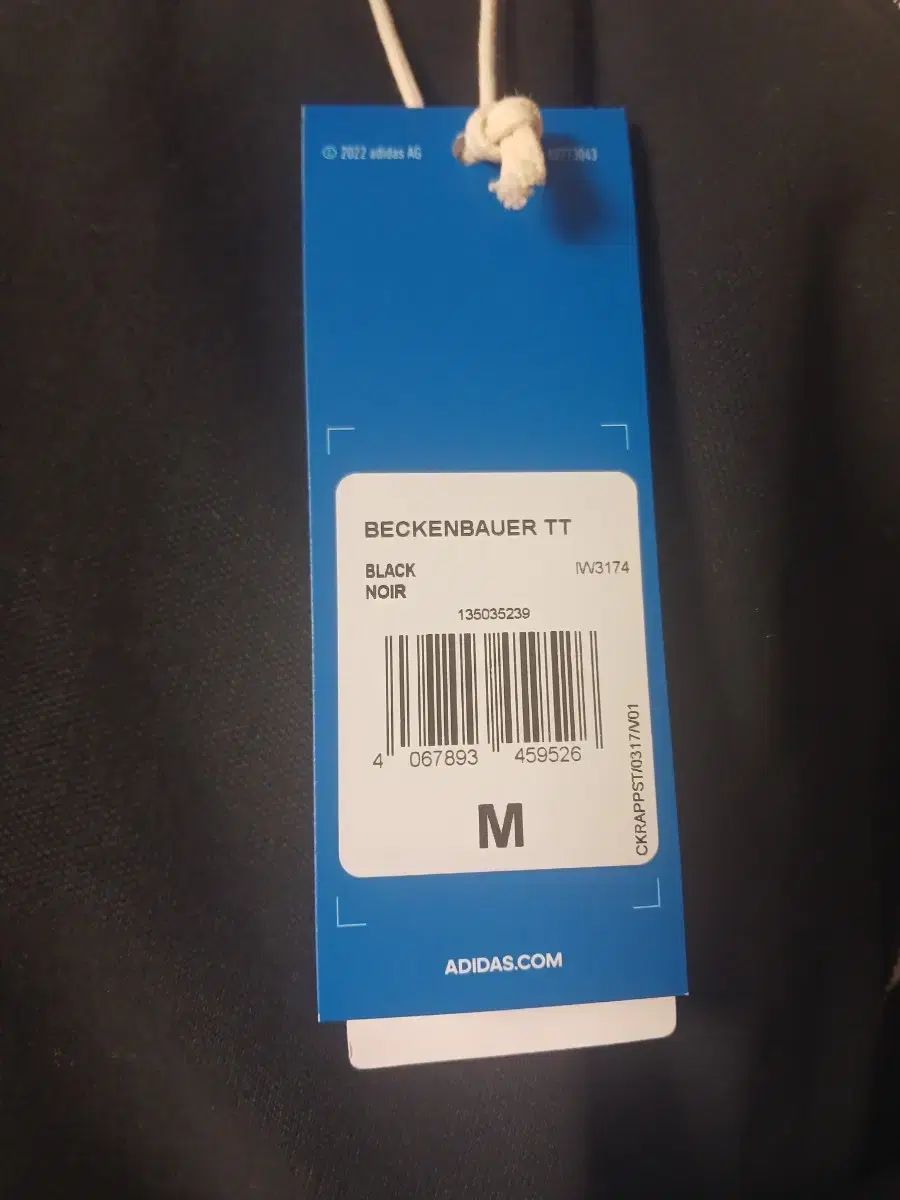 © 2022 adidas AG
BECKENBAUER TT
BLACK
IW3174
NOIR
135035239
4 067893 459526
CKRAPPST/0317/V01
M
ADIDAS.COM